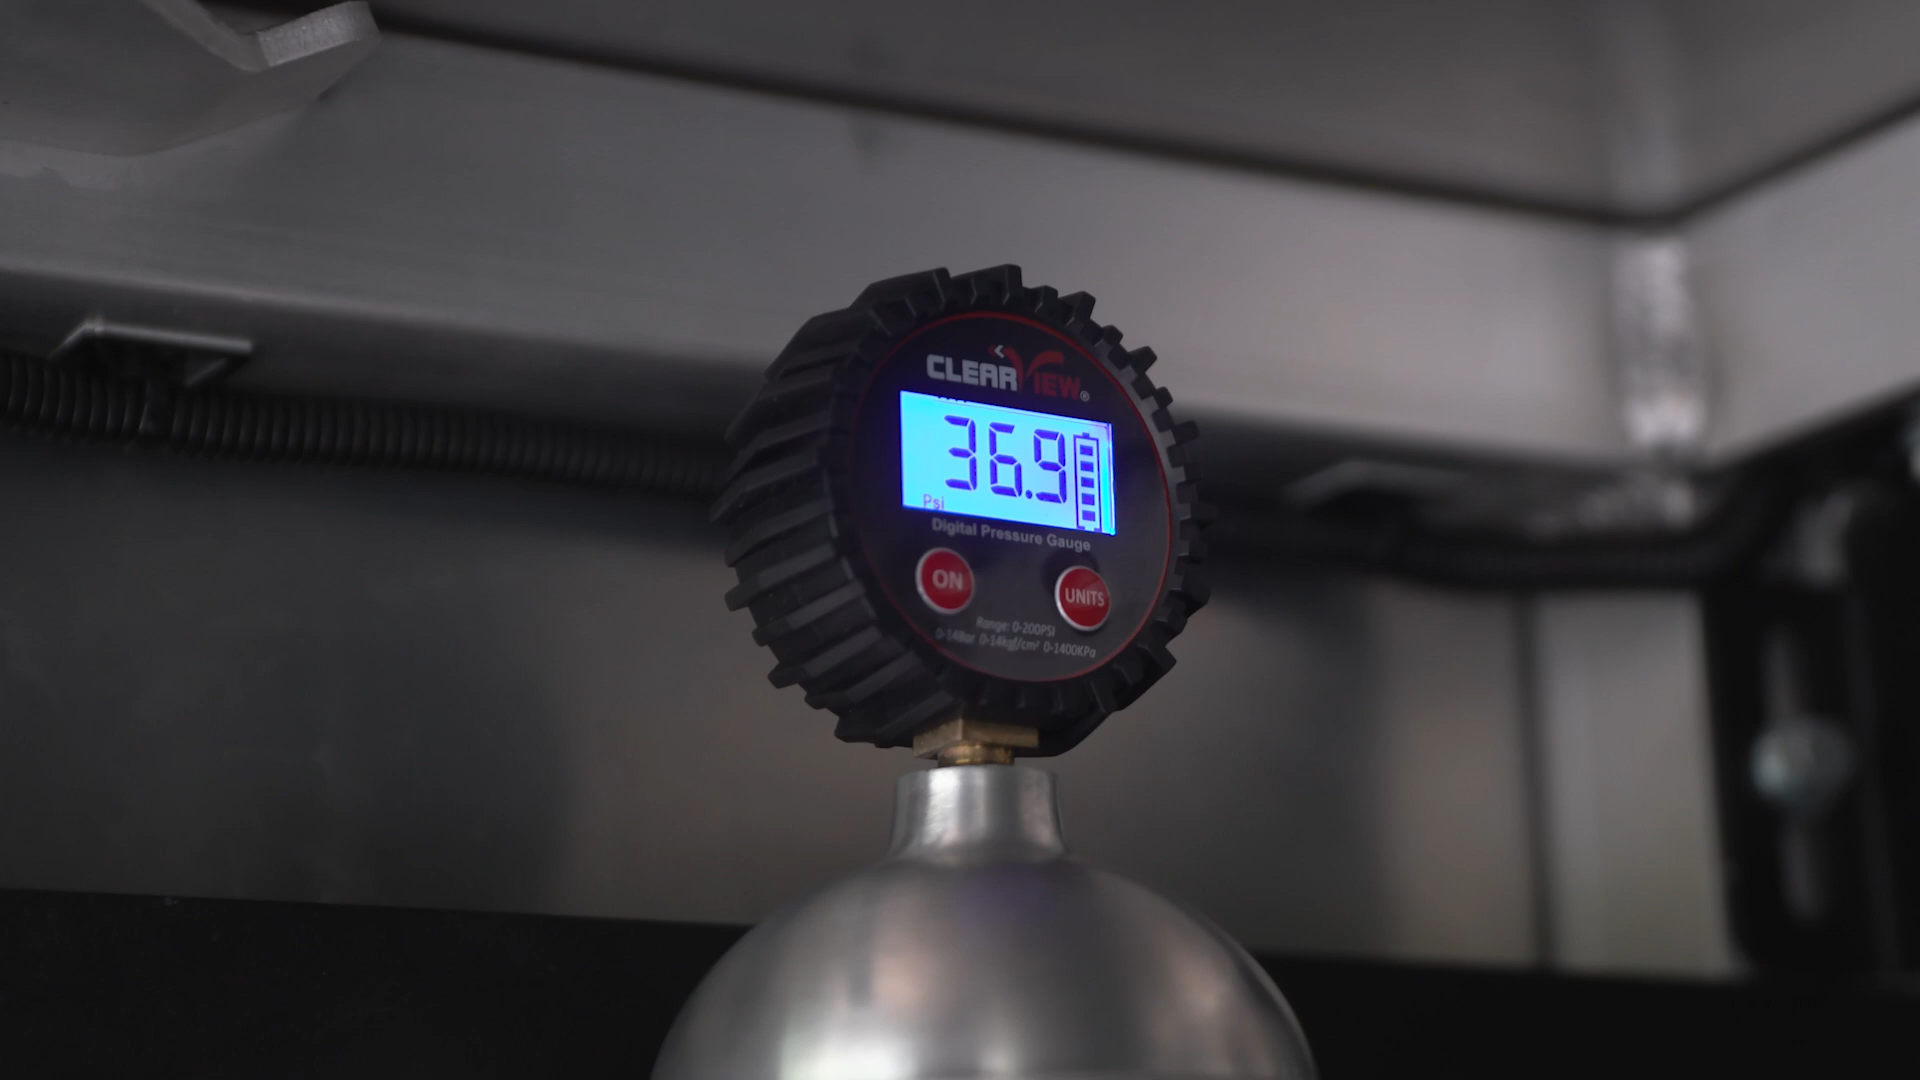 CLEARVIEW®
36.9
Psi
Digital Pressure Gauge
ON
UNITS
Range: 0-200PSI
0-14Bar 0-14kgf/cm² 0-1400KPa